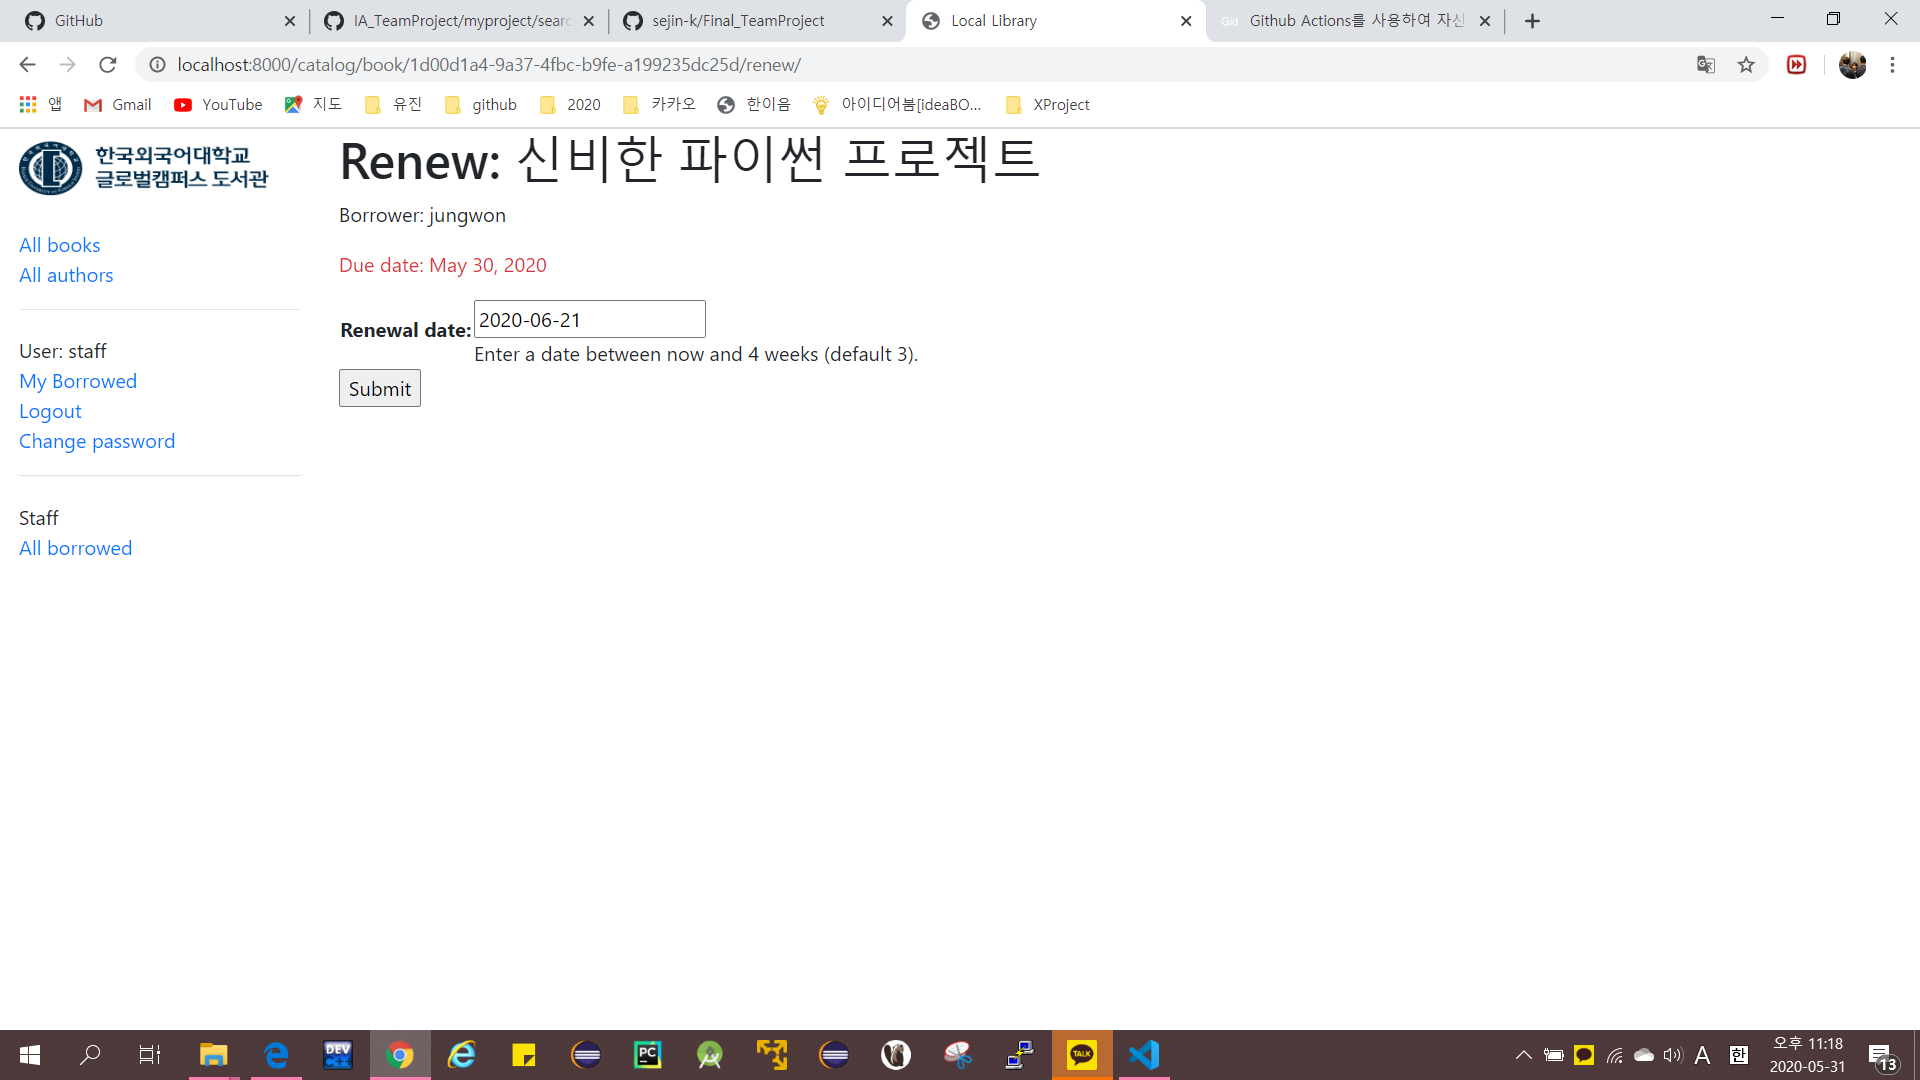 GitHub
IA_TeamProject/myproject/searc
sejin-k/Final_TeamProject
Local Library
Github Actions를 사용하여 자신
localhost:8000/catalog/book/1d00d1a4-9a37-4fbc-b9fe-a199235dc25d/renew/
앱
Gmail
YouTube
지도
유진
github
2020
카카오
한이음
아이디어봄[ideaBO...
XProject
한국외국어대학교
글로벌캠퍼스 도서관
All books
All authors
User: staff
My Borrowed
Logout
Change password
Staff
All borrowed
Renew: 신비한 파이썬 프로젝트
Borrower: jungwon
Due date: May 30, 2020
Renewal date: 2020-06-21
Enter a date between now and 4 weeks (default 3).
Submit
DEV
PC
TALK
A
한
오후 11:18
2020-05-31
13